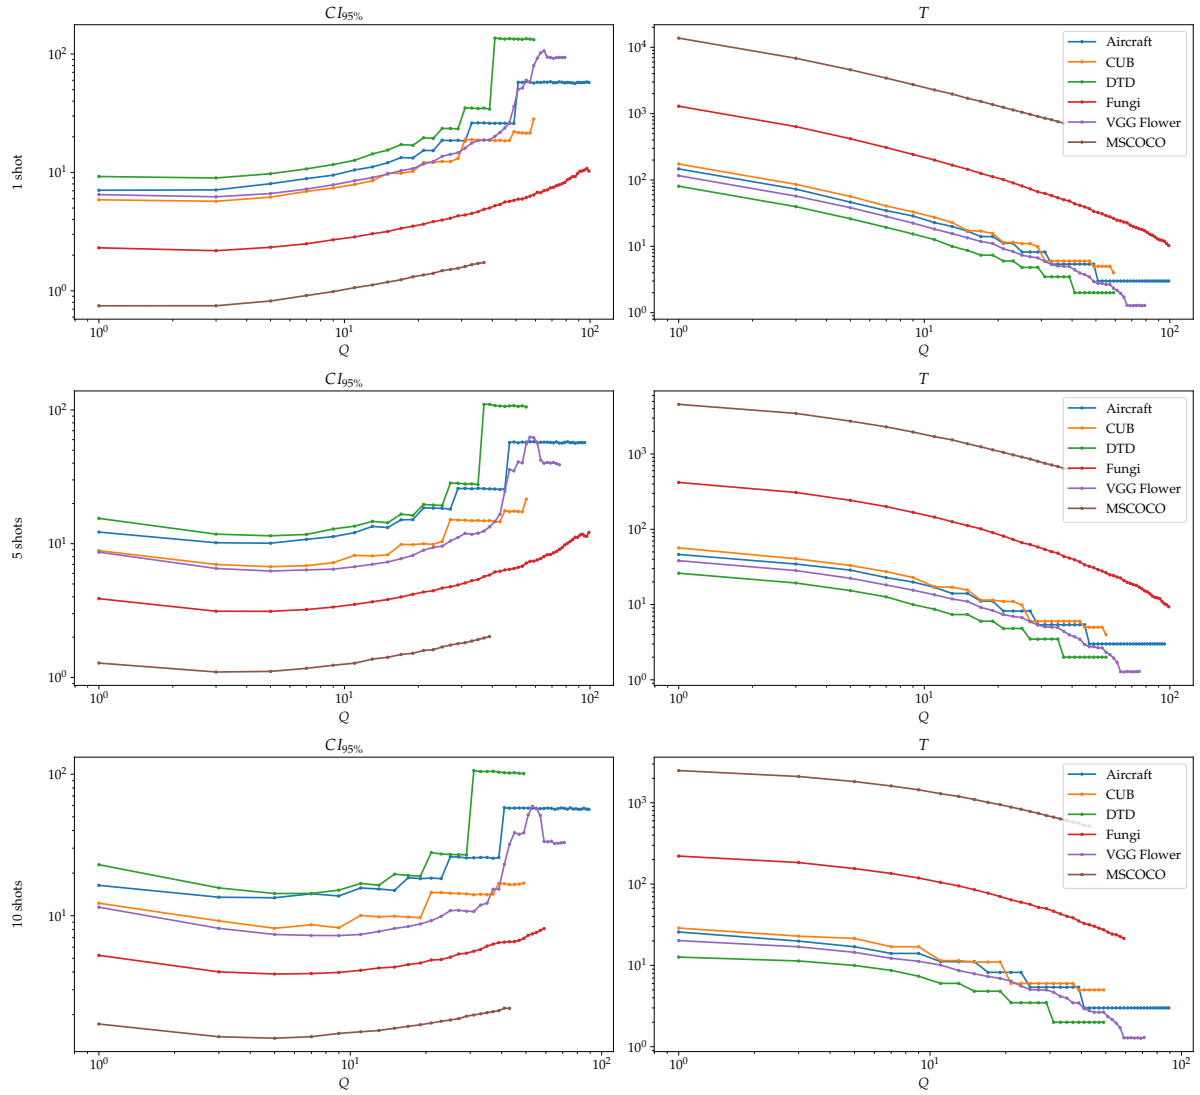 CI95%
T
1 shot
10²
10¹
10⁰
10⁰
10¹
10²
Q
10⁴
10³
10²
10¹
10⁰
10⁰
10¹
10²
Q
Aircraft
CUB
DTD
Fungi
VGG Flower
MSCOCO
CI95%
T
5 shots
10²
10¹
10⁰
10⁰
10¹
10²
Q
10³
10²
10¹
10⁰
10⁰
10¹
10²
Q
Aircraft
CUB
DTD
Fungi
VGG Flower
MSCOCO
CI95%
T
10 shots
10²
10¹
10⁰
10¹
10²
Q
10³
10²
10¹
10⁰
10⁰
10¹
10²
Q
Aircraft
CUB
DTD
Fungi
VGG Flower
MSCOCO